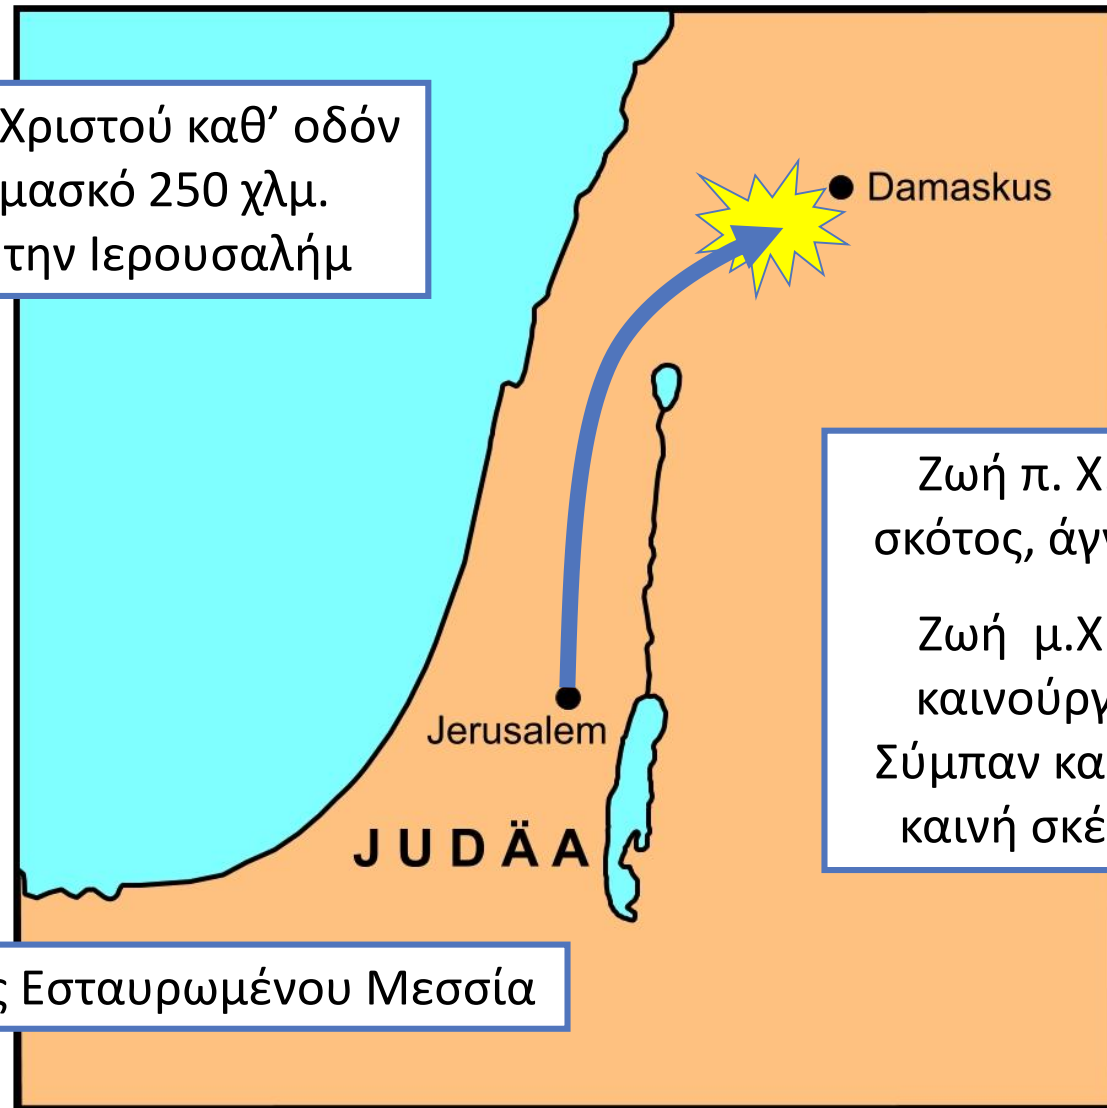 Χριστού καθ’ οδόν
μασκό 250 χλμ.
την Ιερουσαλήμ
Damaskus
Ζωή π. Χ
σκότος, άγν
Ζωή μ.Χ
καινούργ
Σύμπαν κα
καινή σκέ
Jerusalem
JUDÄA
ς Εσταυρωμένου Μεσσία